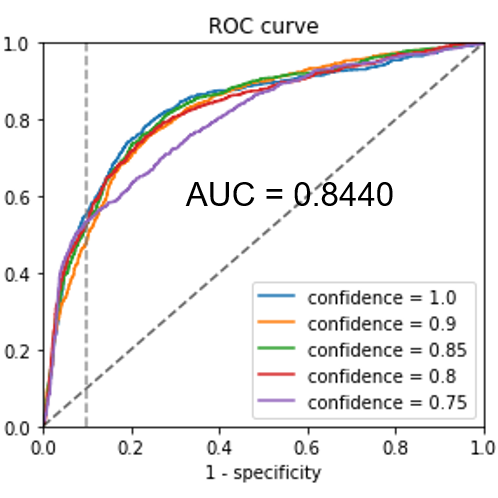 ROC curve
1.0
0.8
0.6
0.4
0.2
0.0
AUC = 0.8440
confidence = 1.0
confidence = 0.9
confidence = 0.85
confidence = 0.8
confidence = 0.75
0.0 0.2 0.4 0.6 0.8 1.0
1 - specificity